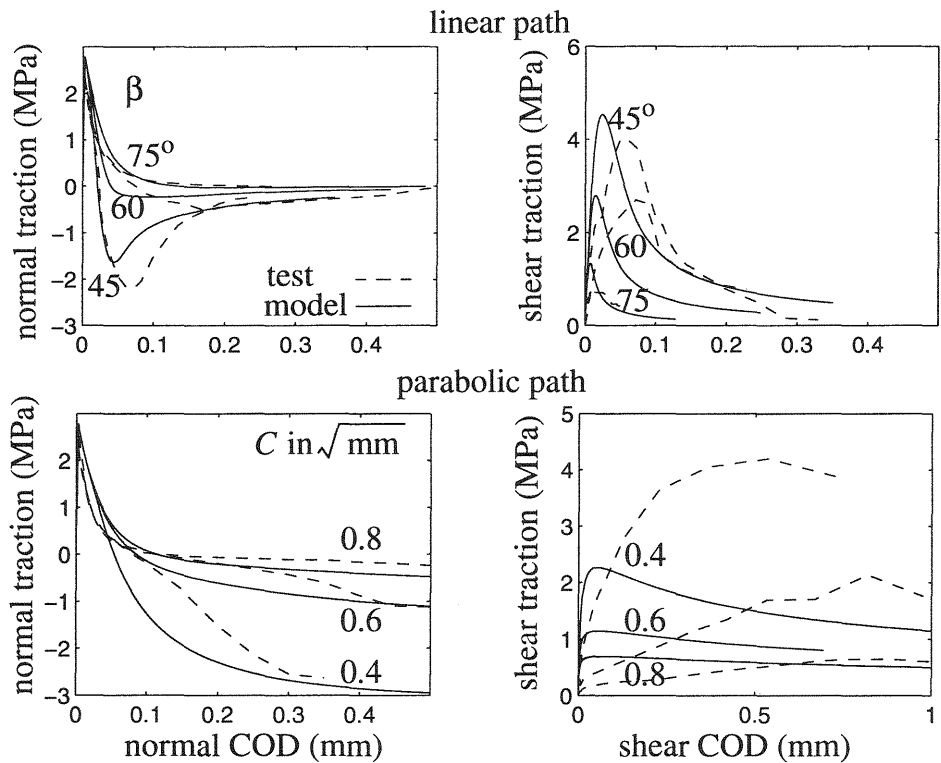 linear path
normal traction (MPa)
2
1
0
−1
−2
−3
β
75º
60
45
test
model
0 0.1 0.2 0.3 0.4
shear traction (MPa)
6
4
2
0
45º
60
75
0 0.1 0.2 0.3 0.4
parabolic path
normal traction (MPa)
2
1
0
−1
−2
−3
C in √mm
0.8
0.6
0.4
0 0.1 0.2 0.3 0.4
normal COD (mm)
shear traction (MPa)
5
4
3
2
1
0
0.4
0.6
0.8
0 0.5 1
shear COD (mm)